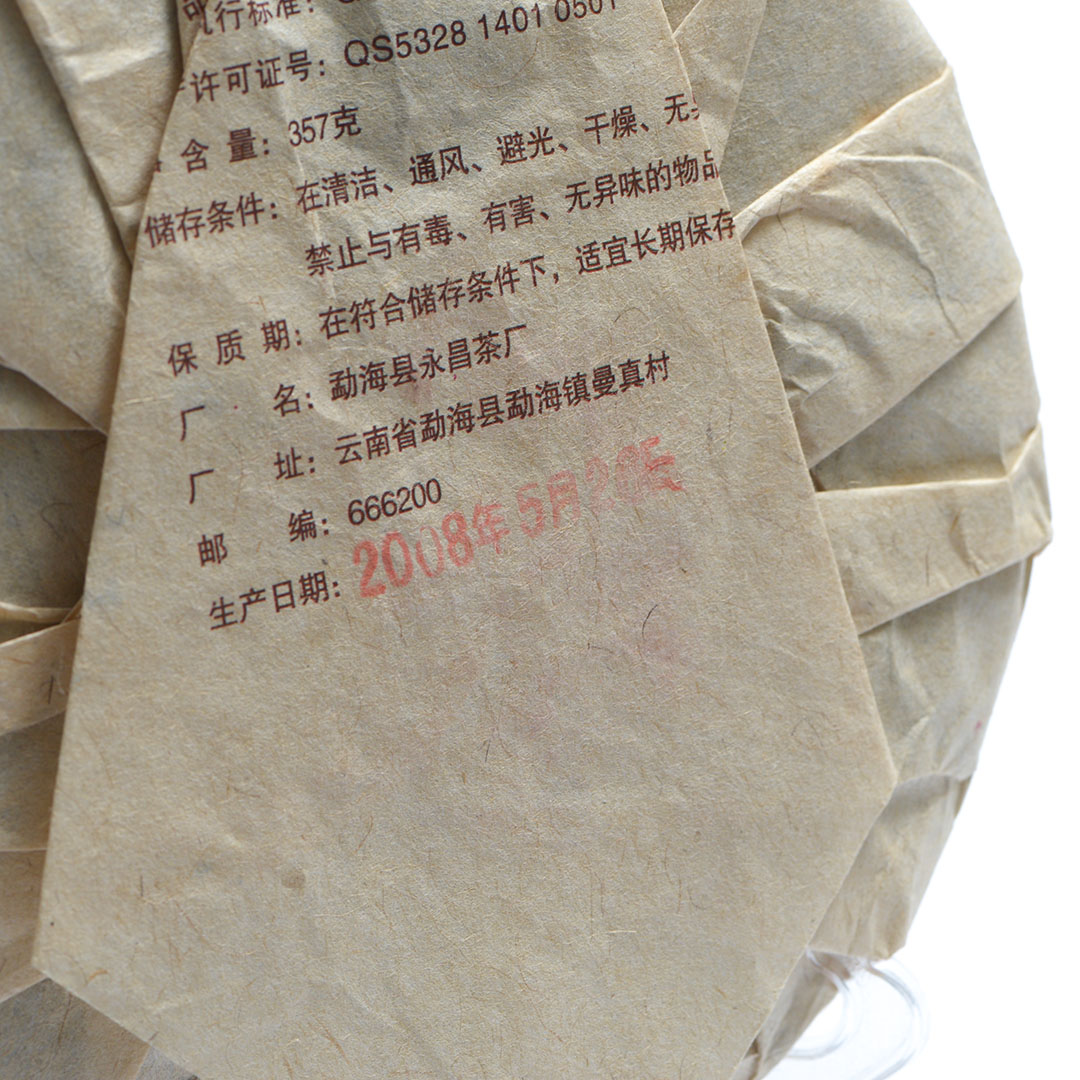 行标准：
许可证号：QS5328 1401 0501
含 量：357克
储存条件：在清洁、通风、避光、干燥、无
禁止与有毒、有害、无异味的物品
保 质 期：在符合储存条件下，适宜长期保存
厂 名：勐海县永昌茶厂
厂 址：云南省勐海县勐海镇曼真村
邮 编：666200
生产日期：2008年5月20